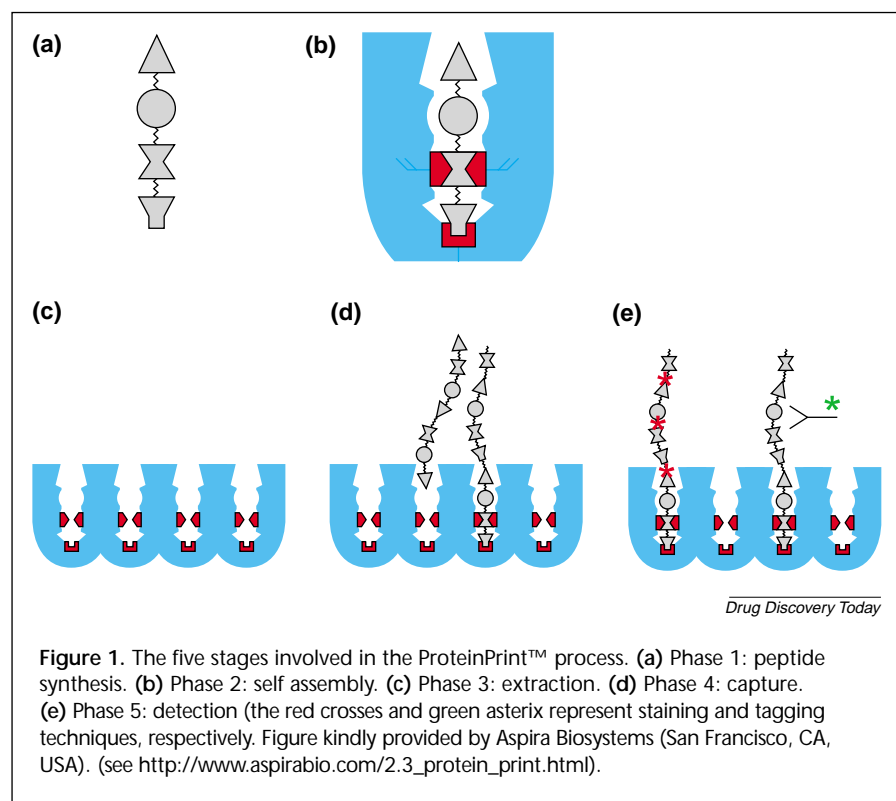 (a)
(b)
(c)
(d)
(e)
Drug Discovery Today
Figure 1. The five stages involved in the ProteinPrint™ process. (a) Phase 1: peptide
synthesis. (b) Phase 2: self assembly. (c) Phase 3: extraction. (d) Phase 4: capture.
(e) Phase 5: detection (the red crosses and green asterix represent staining and tagging
techniques, respectively. Figure kindly provided by Aspira Biosystems (San Francisco, CA,
USA). (see http://www.aspirabio.com/2.3_protein_print.html).